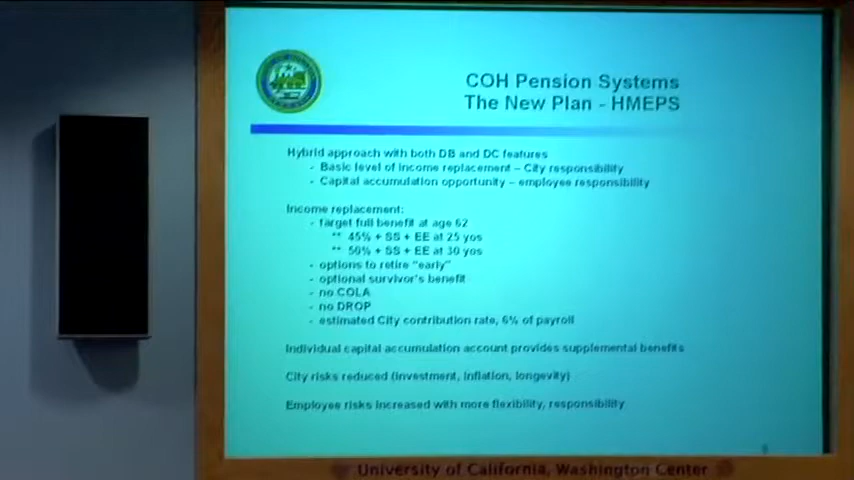 COH Pension Systems
The New Plan - HMEPS
Hybrid approach with both DB and DC features
- Basic level of income replacement – City responsibility
- Capital accumulation opportunity – employee responsibility
Income replacement:
- target full benefit at age 62
** 45% + SS + EE at 25 yos
** 50% + SS + EE at 30 yos
- options to retire "early"
- optional survivor's benefit
- no COLA
- no DROP
- estimated City contribution rate, 6% of payroll
Individual capital accumulation account provides supplemental benefits
City risks reduced (investment, inflation, longevity)
Employee risks increased with more flexibility, responsibility
University of California, Washington Center